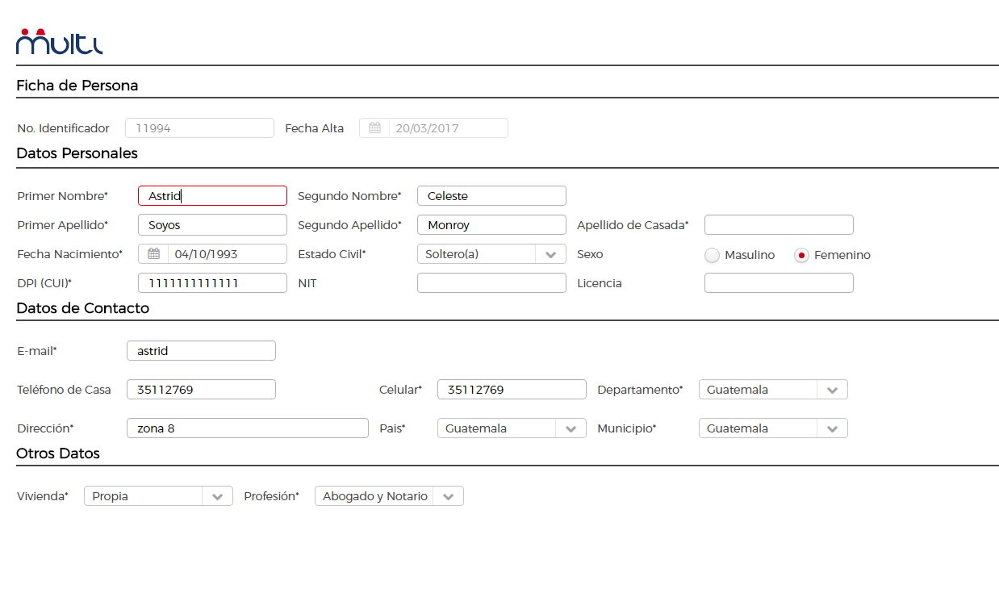 multi
Ficha de Persona
No. Identificador 11994 Fecha Alta 20/03/2017
Datos Personales
Primer Nombre* Astrid Segundo Nombre* Celeste
Primer Apellido* Soyos Segundo Apellido* Monroy Apellido de Casada*
Fecha Nacimiento* 04/10/1993 Estado Civil* Soltero(a) Sexo Masulino Femenino
DPI (CUI)* 1111111111111 NIT Licencia
Datos de Contacto
E-mail* astrid
Teléfono de Casa 35112769 Celular* 35112769 Departamento* Guatemala
Dirección* zona 8 Pais* Guatemala Municipio* Guatemala
Otros Datos
Vivienda* Propia Profesión* Abogado y Notario